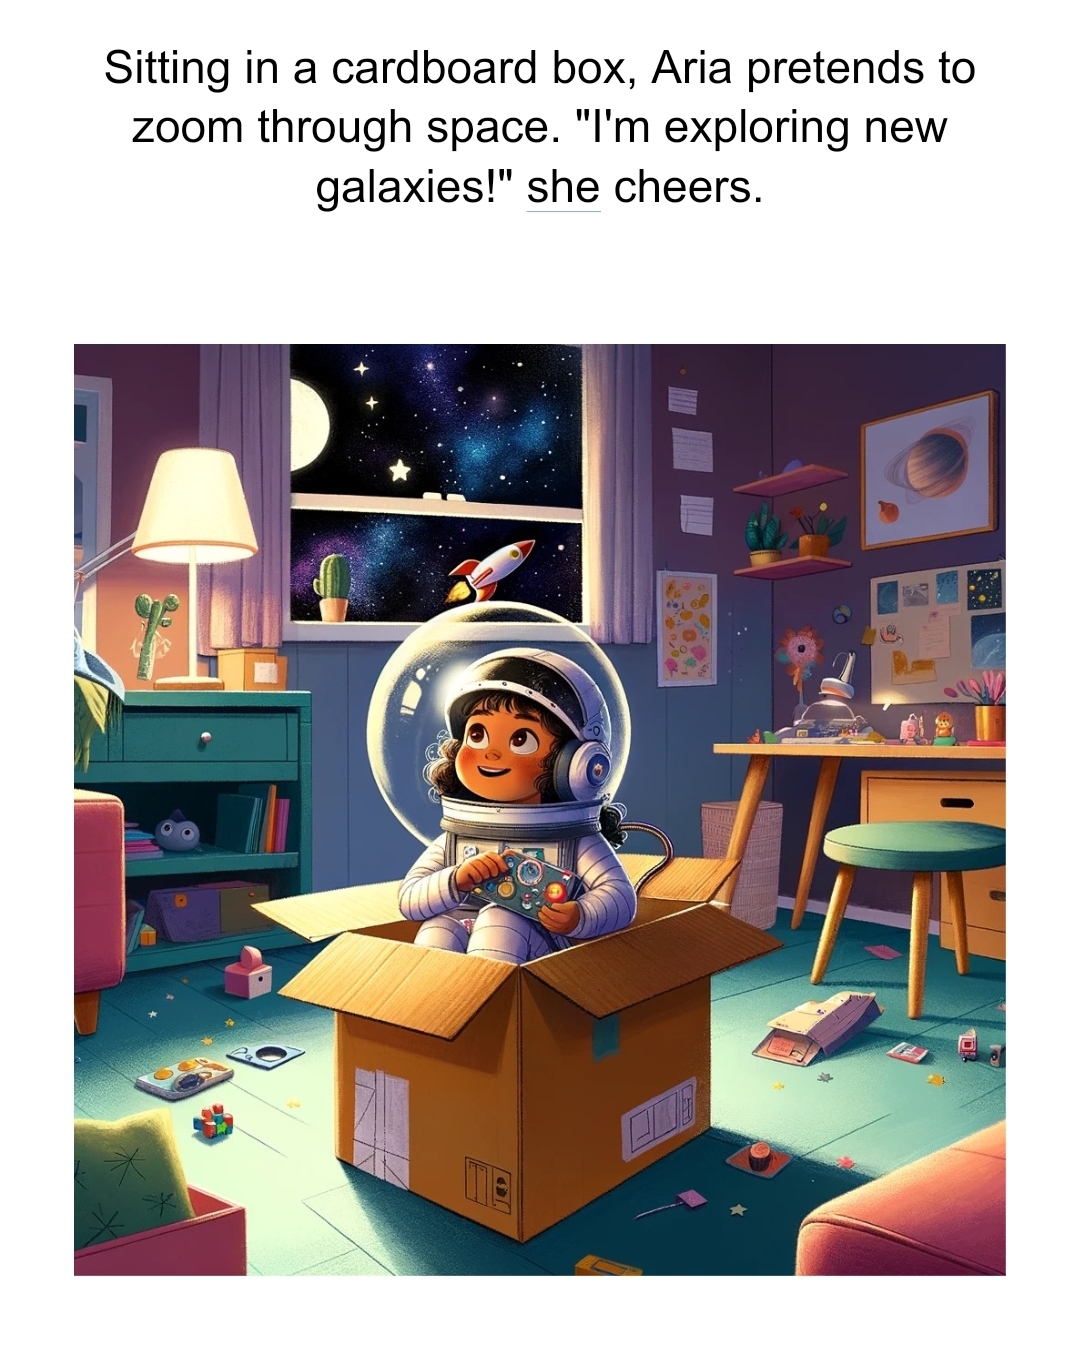 Sitting in a cardboard box, Aria pretends to
zoom through space. "I'm exploring new
galaxies!" she cheers.